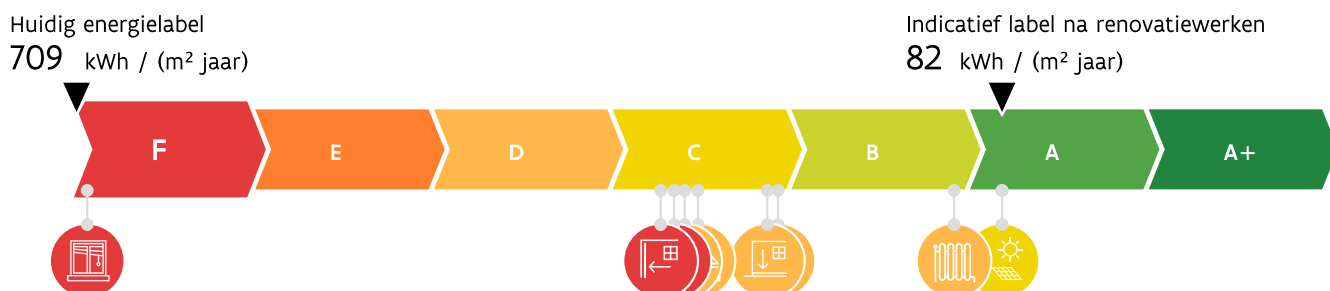 Huidig energielabel
709 kWh / (m² jaar)
Indicatief label na renovatiewerken
82 kWh / (m² jaar)
F E D C B A A+